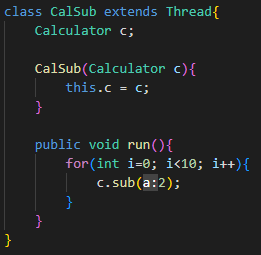 class CalSub extends Thread{
    Calculator c;

    CalSub(Calculator c){
        this.c = c;
    }

    public void run(){
        for(int i=0; i<10; i++){
            c.sub(a:2);
        }
    }
}